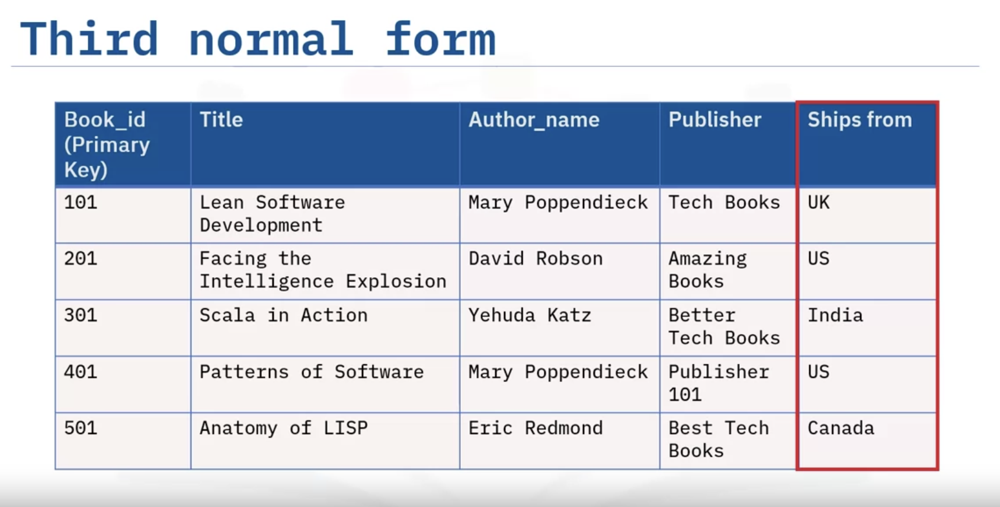 Third normal form
Book_id
(Primary
Key)
Title
Author_name
Publisher
Ships from
101
Lean Software
Development
Mary Poppendieck
Tech Books
UK
201
Facing the
Intelligence Explosion
David Robson
Amazing
Books
US
301
Scala in Action
Yehuda Katz
Better
Tech Books
India
401
Patterns of Software
Mary Poppendieck
Publisher
101
US
501
Anatomy of LISP
Eric Redmond
Best Tech
Books
Canada